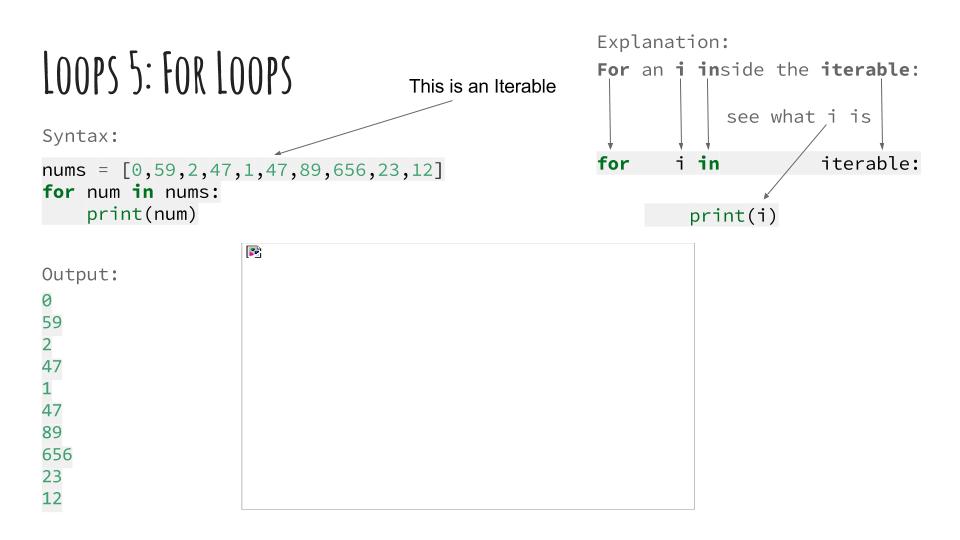 Loops 5: For Loops
This is an Iterable
Syntax:
nums = [0,59,2,47,1,47,89,656,23,12]
for num in nums:
    print(num)
Output:
0
59
2
47
1
47
89
656
23
12
Explanation:
For an i inside the iterable:
see what i is
for    i in         iterable:
    print(i)